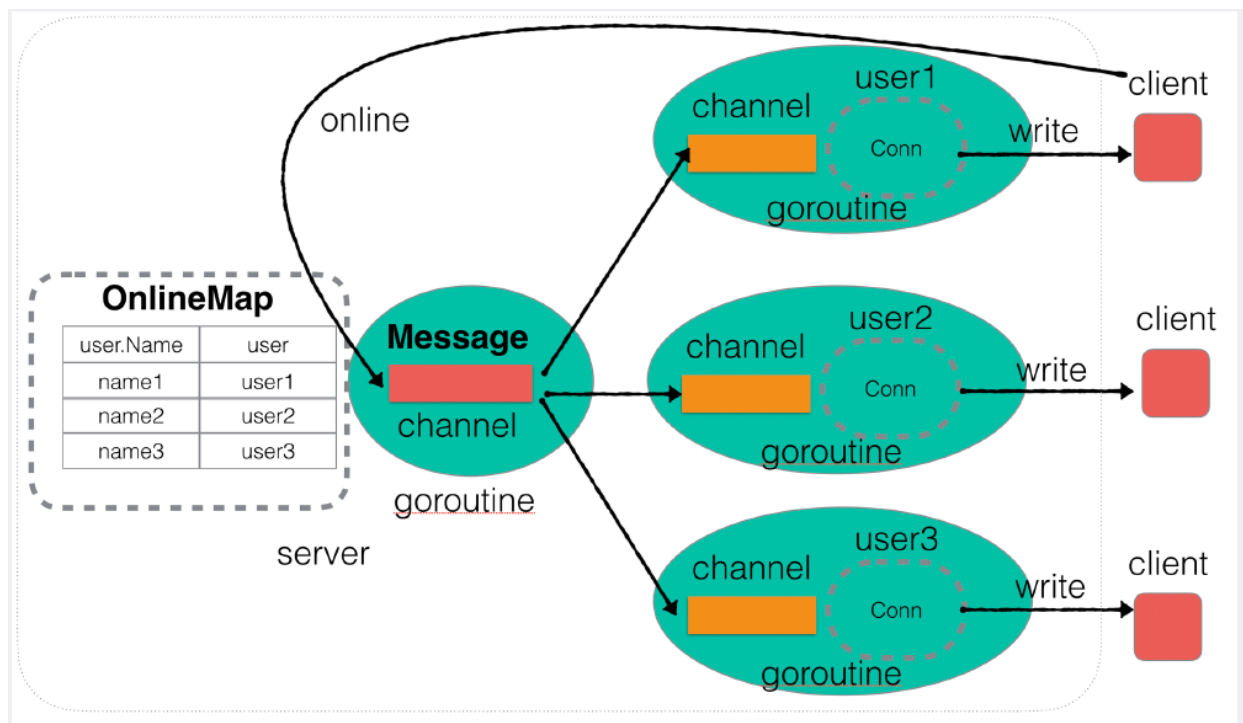 online
OnlineMap
user.Name user
name1 user1
name2 user2
name3 user3
server
Message
channel
goroutine
user1
channel
Conn
goroutine
write
client
user2
channel
Conn
goroutine
write
client
user3
channel
Conn
goroutine
write
client